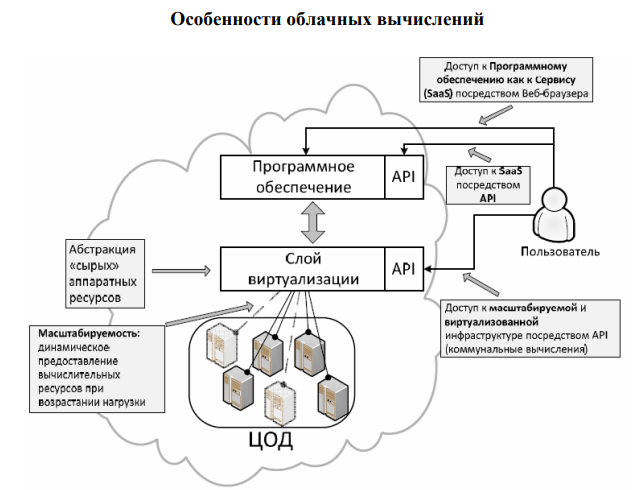 Особенности облачных вычислений
Доступ к Программному
обеспечению как к Сервису
(SaaS) посредством Веб-браузера
Программное
обеспечение
API
Доступ к SaaS
посредством
API
Пользователь
Абстракция
«сырых»
аппаратных
ресурсов
Слой
виртуализации
API
Доступ к масштабируемой и
виртуализованной
инфраструктуре посредством API
(коммунальные вычисления)
Масштабируемость:
динамическое
предоставление
вычислительных
ресурсов при
возрастании нагрузки
ЦОД